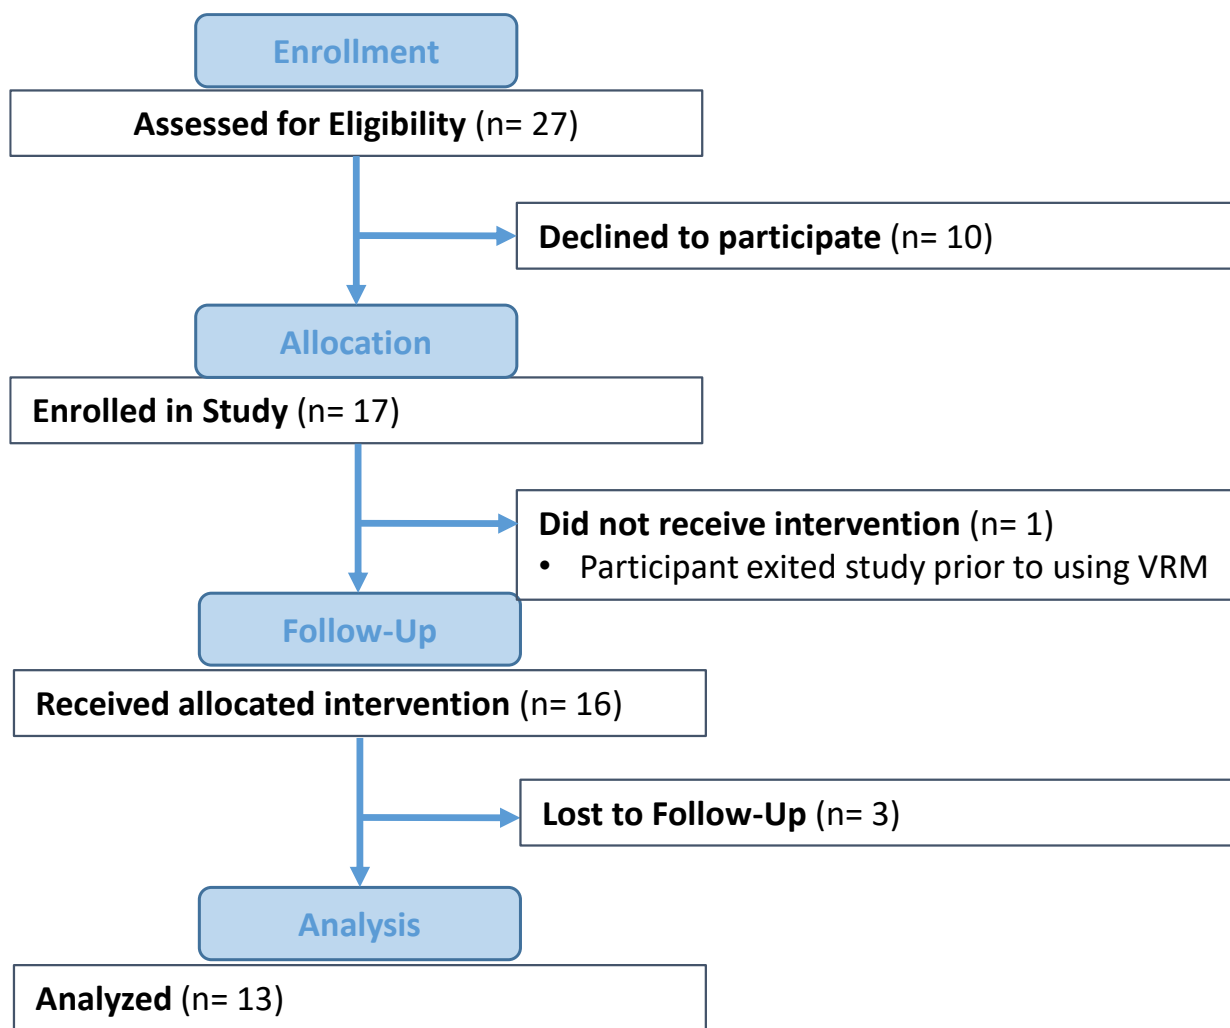 Enrollment
Assessed for Eligibility (n= 27)
Declined to participate (n= 10)
Allocation
Enrolled in Study (n= 17)
Did not receive intervention (n= 1)
• Participant exited study prior to using VRM
Follow-Up
Received allocated intervention (n= 16)
Lost to Follow-Up (n= 3)
Analysis
Analyzed (n= 13)